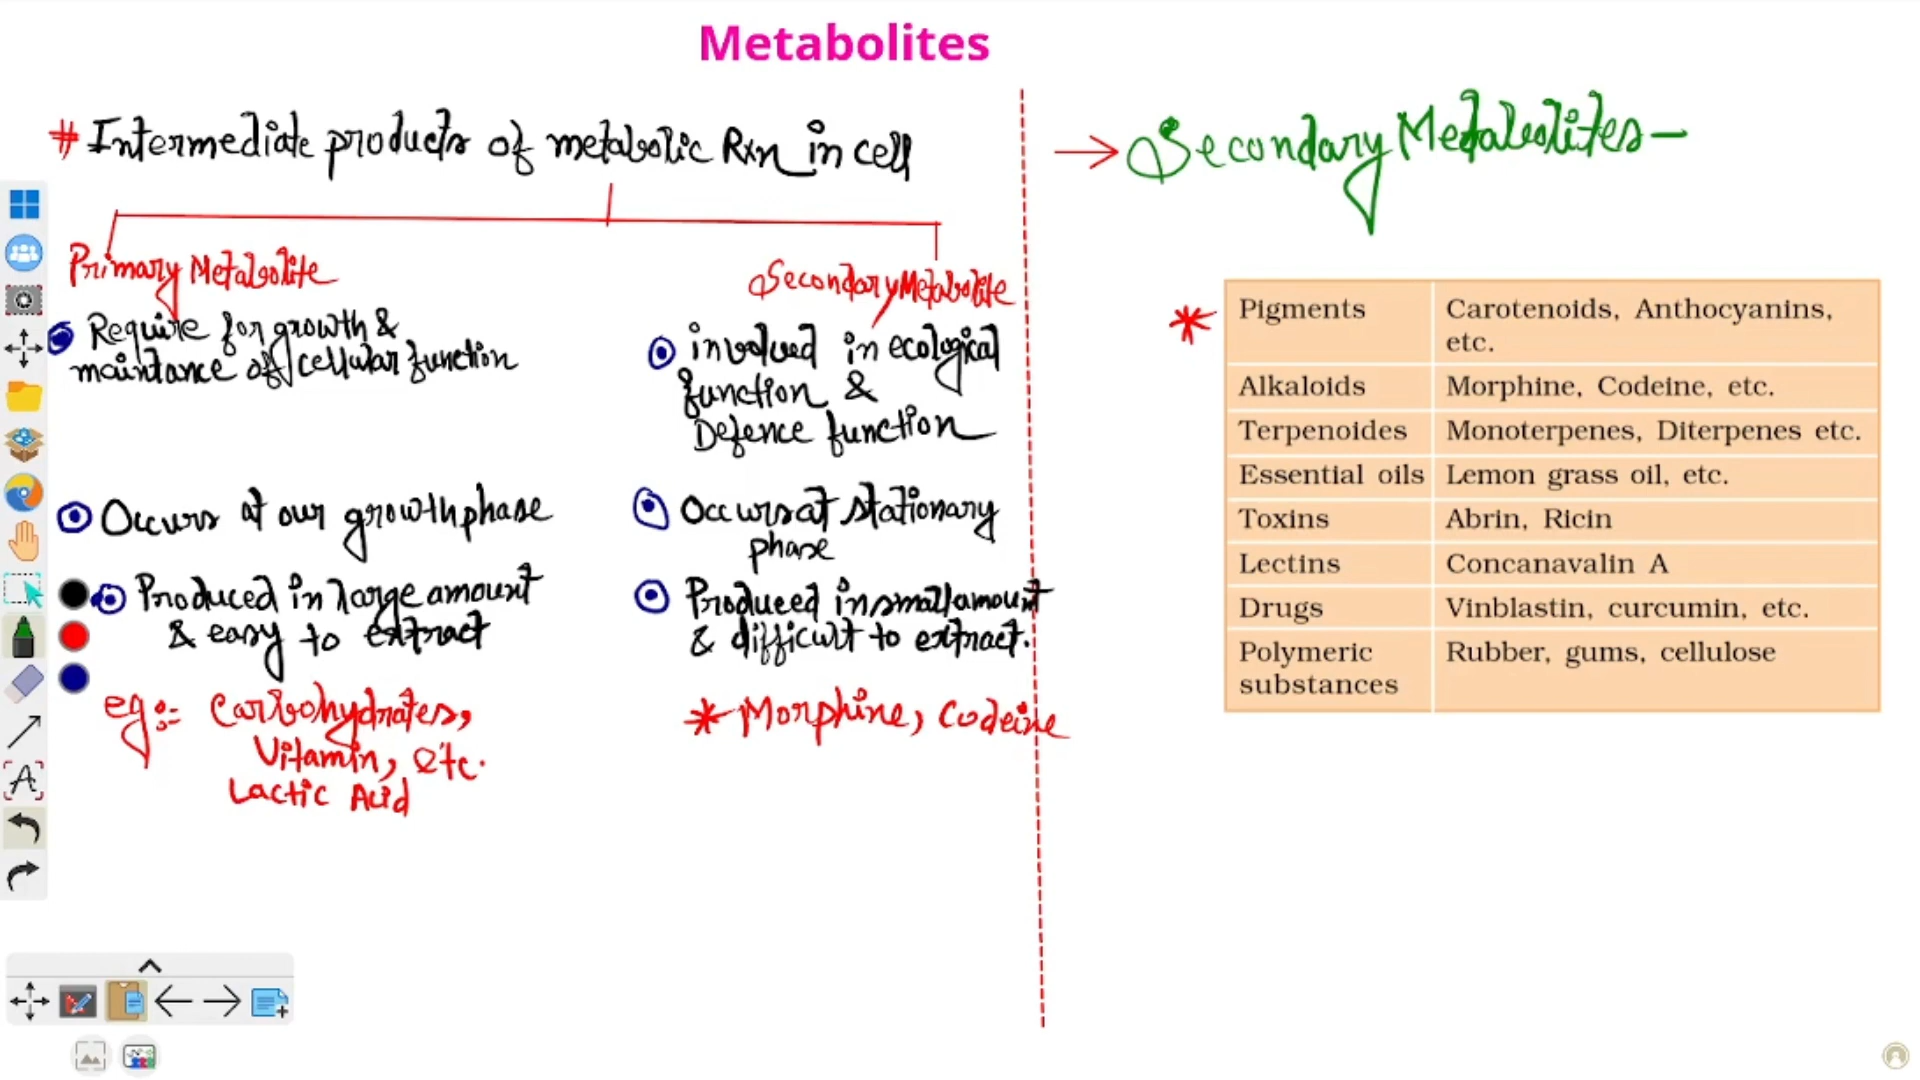 Metabolites
# Intermediate products of metabolic Rxn in cell
Primary Metabolite
Require for growth &
maintance of cellular function
Occurs at our growth phase
Produced in large amount
& easy to extract
eg:- Carbohydrates,
Vitamin, etc.
Lactic Acid
Secondary Metabolite
involved in ecological
function &
Defence function
Occurs at stationary
phase
Produced in small amount
& difficult to extract.
* Morphine, Codeine
→ Secondary Metabolites-
* Pigments Carotenoids, Anthocyanins,
etc.
Alkaloids Morphine, Codeine, etc.
Terpenoides Monoterpenes, Diterpenes etc.
Essential oils Lemon grass oil, etc.
Toxins Abrin, Ricin
Lectins Concanavalin A
Drugs Vinblastin, curcumin, etc.
Polymeric Rubber, gums, cellulose
substances